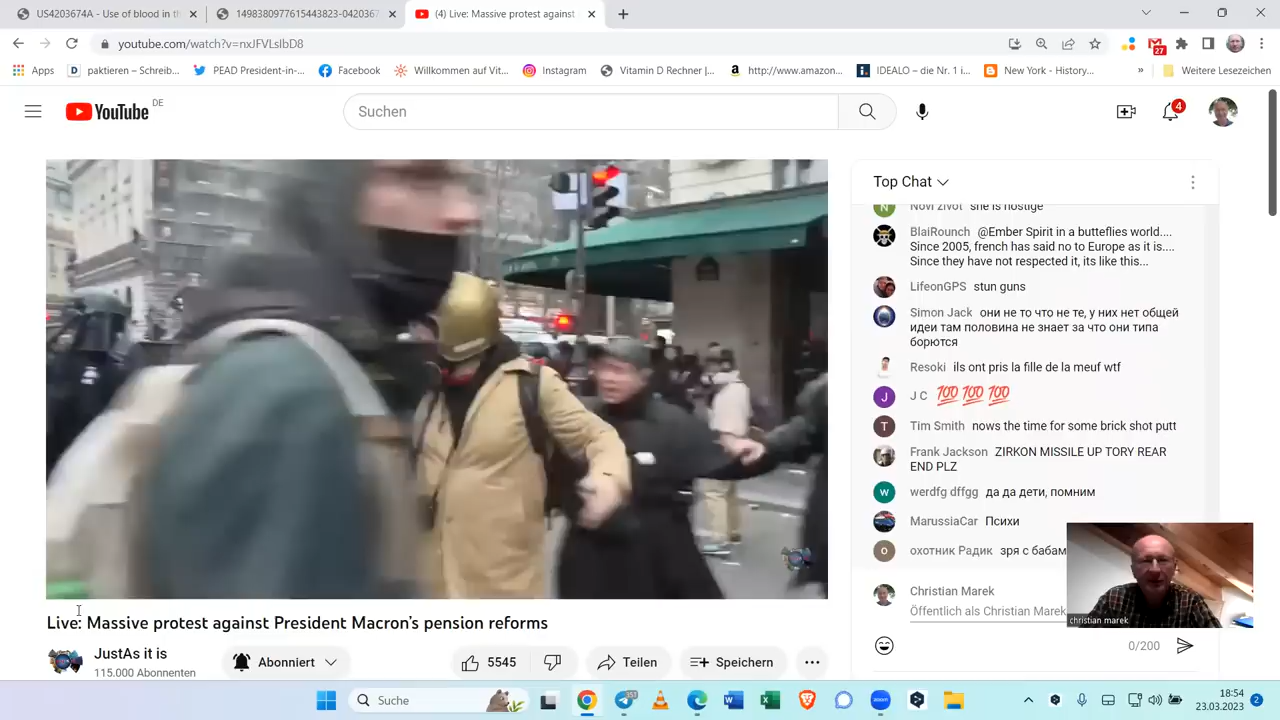 US4203674A - Use of blood in th
1498380977615443823-042036
(4) Live: Massive protest against
youtube.com/watch?v=nxJFVLsIbD8
27
Apps
paktieren – Schreib...
PEAD President-in-...
Facebook
Willkommen auf Vit...
Instagram
Vitamin D Rechner |...
http://www.amazon...
IDEALO – die Nr. 1 i...
New York - History...
»
Weitere Lesezeichen
YouTube DE
Suchen
4
Top Chat
Novi život she is hostige
BlaiRounch @Ember Spirit in a butteflies world....
Since 2005, french has said no to Europe as it is....
Since they have not respected it, its like this...
LifeonGPS stun guns
Simon Jack они не то что не те, у них нет общей
идеи там половина не знает за что они типа
борются
Resoki ils ont pris la fille de la meuf wtf
J C 💯💯💯
Tim Smith nows the time for some brick shot putt
Frank Jackson ZIRKON MISSILE UP TORY REAR
END PLZ
werdfg dffgg да да дети, помним
MarussiaCar Психи
охотник Радик зря с бабам
Christian Marek
Öffentlich als Christian Marek
0/200
christian marek
Live: Massive protest against President Macron's pension reforms
JustAs it is
115.000 Abonnenten
Abonniert
5545
Teilen
Speichern
Suche
18:54
23.03.2023
2